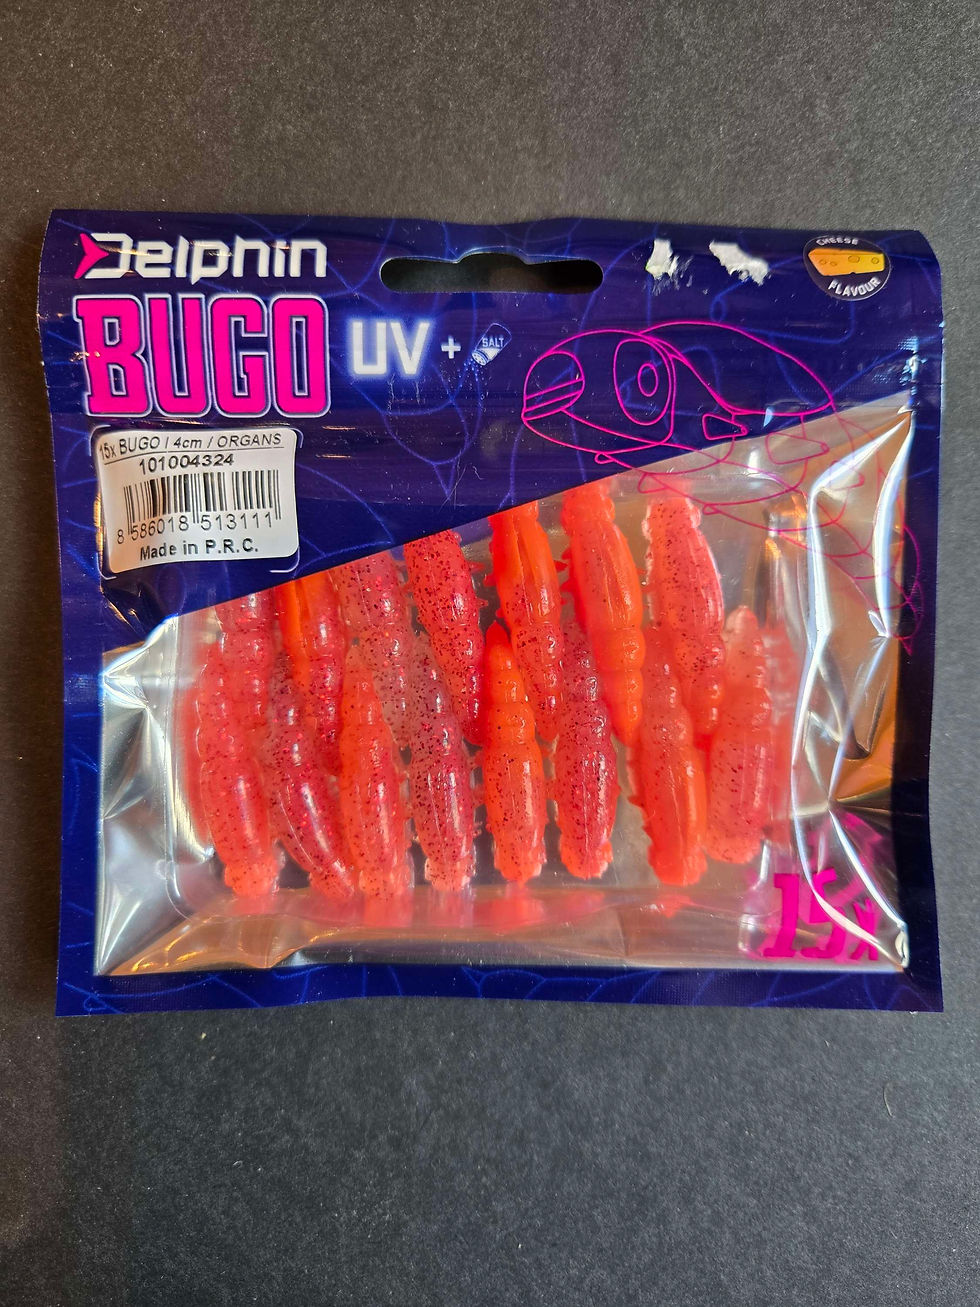 Delphin
BUGO UV + SALT
CHEESE
FLAVOUR
15x BUGO / 4cm / ORGANS
101004324
8 586018 513111
Made in P.R.C.
15x